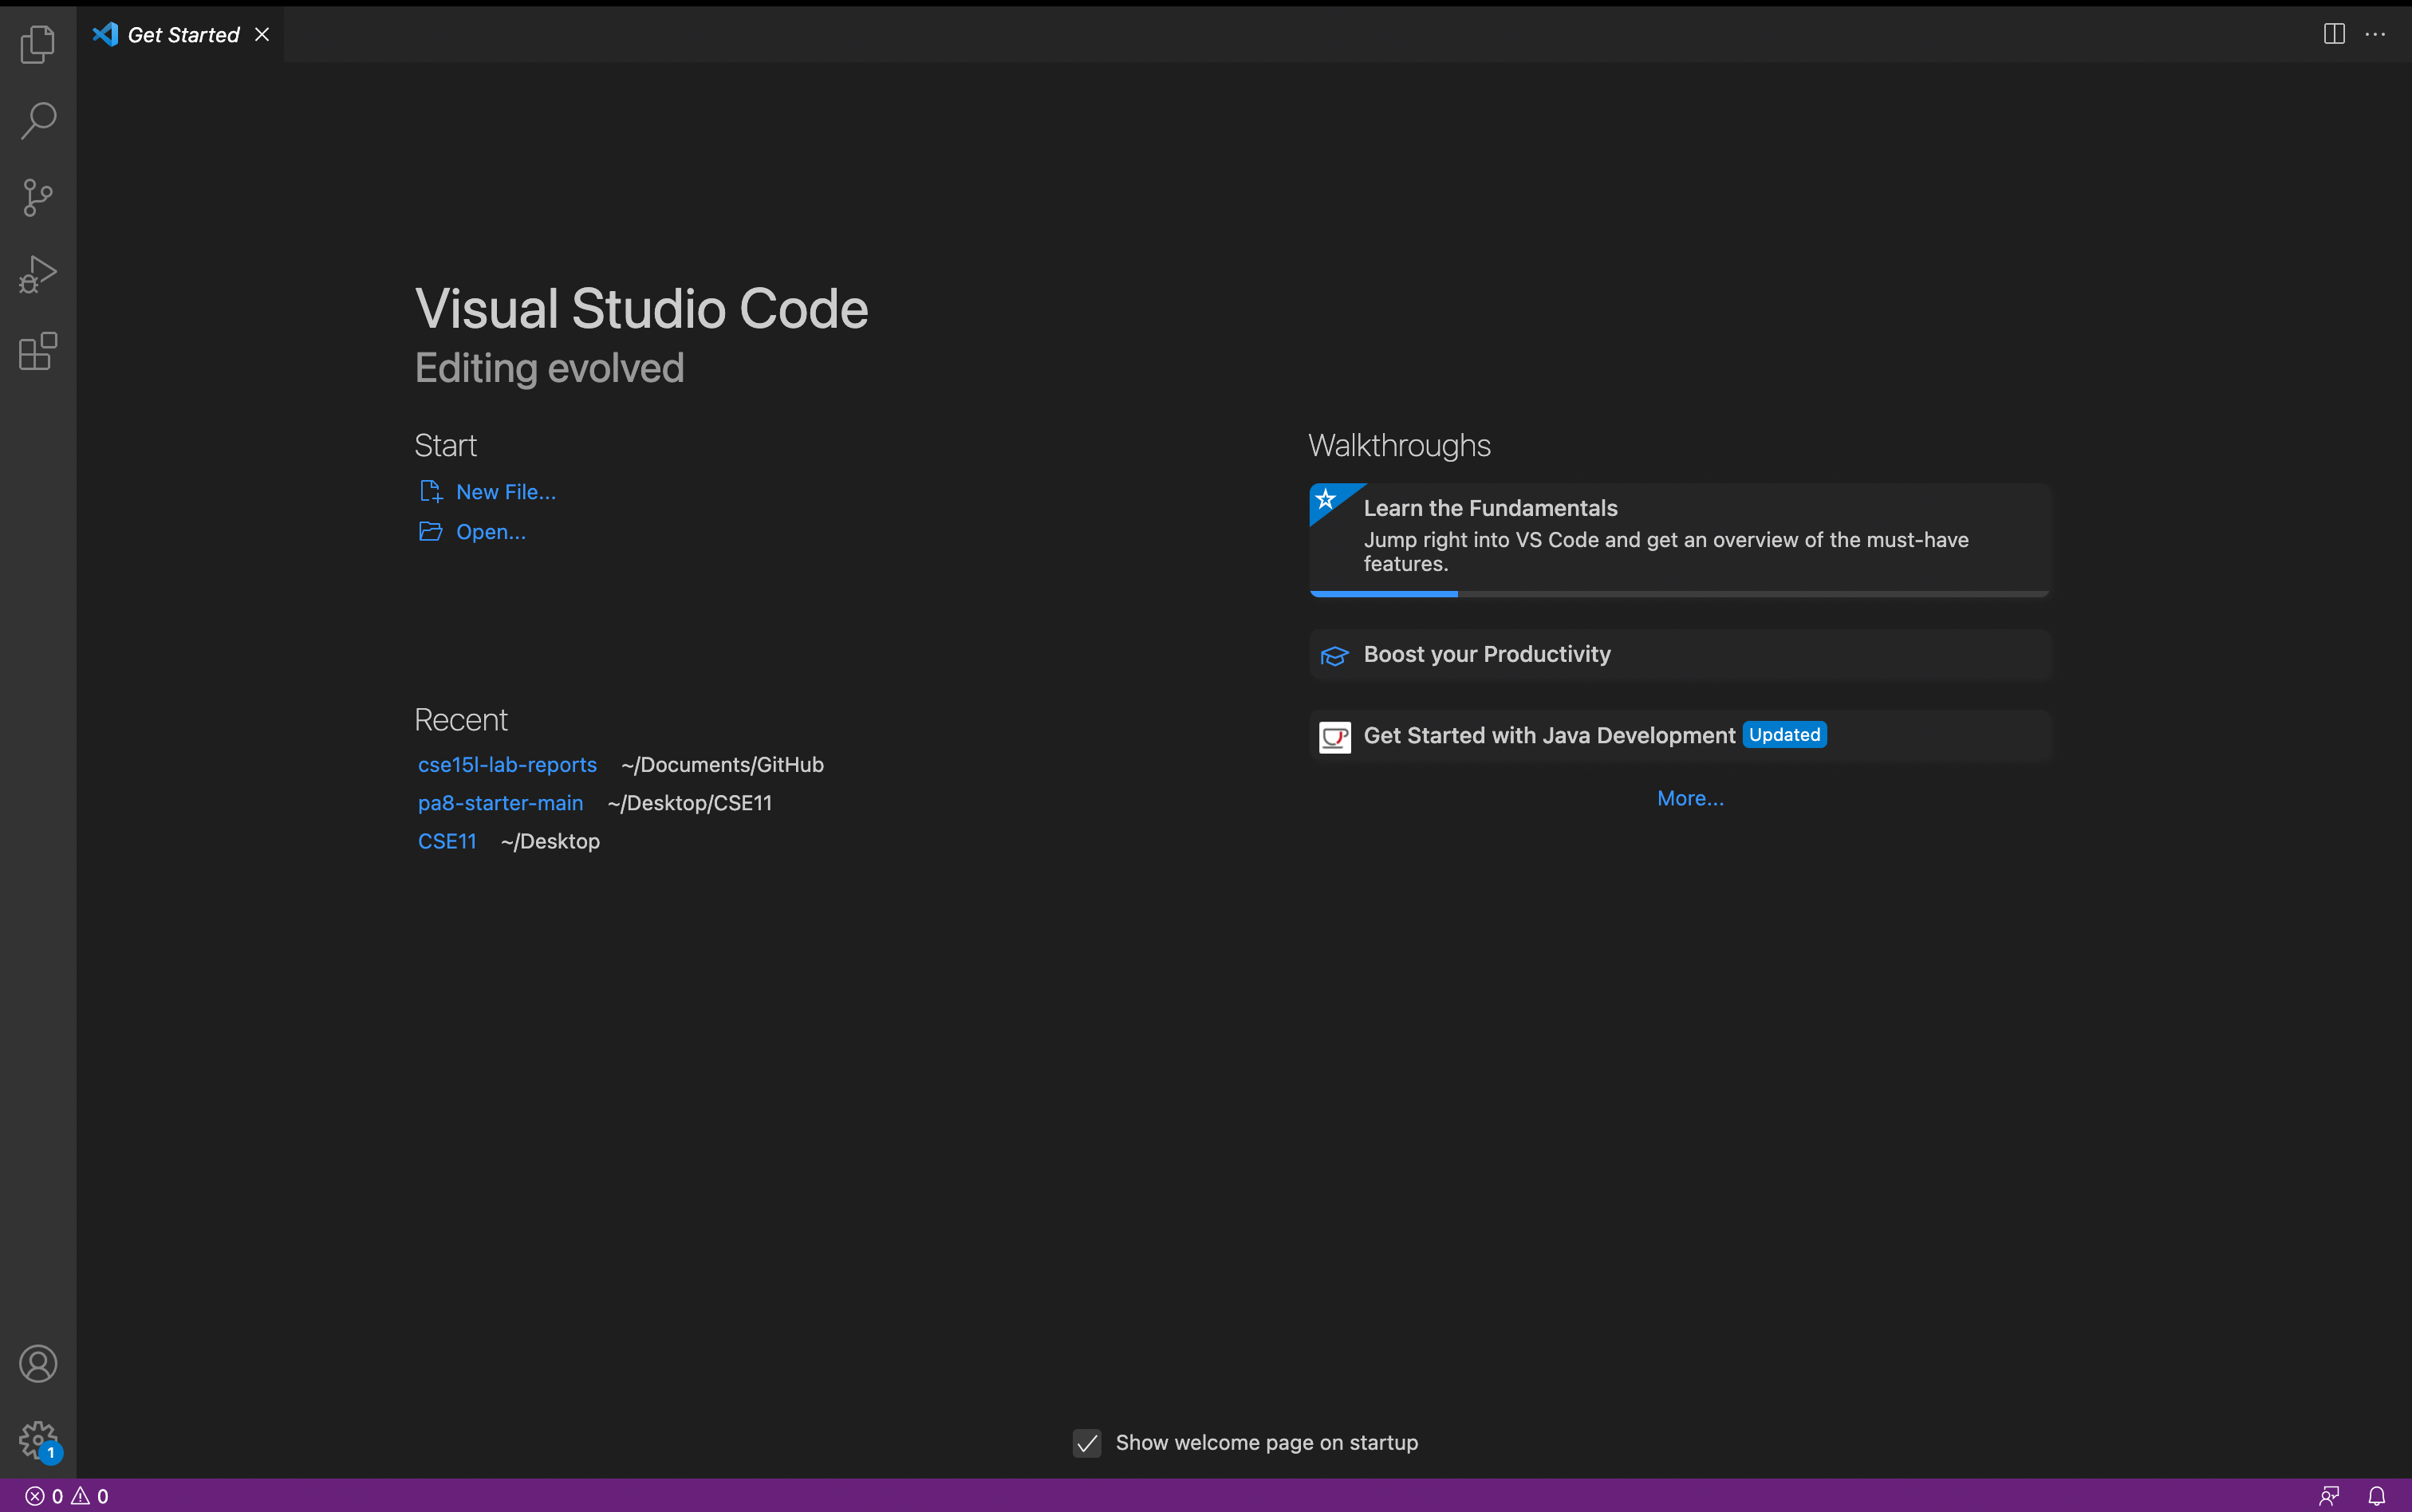 Get Started
Visual Studio Code
Editing evolved
Start
New File...
Open...
Recent
cse15l-lab-reports ~/Documents/GitHub
pa8-starter-main ~/Desktop/CSE11
CSE11 ~/Desktop
Walkthroughs
Learn the Fundamentals
Jump right into VS Code and get an overview of the must-have
features.
Boost your Productivity
Get Started with Java Development Updated
More...
Show welcome page on startup
1
0 0